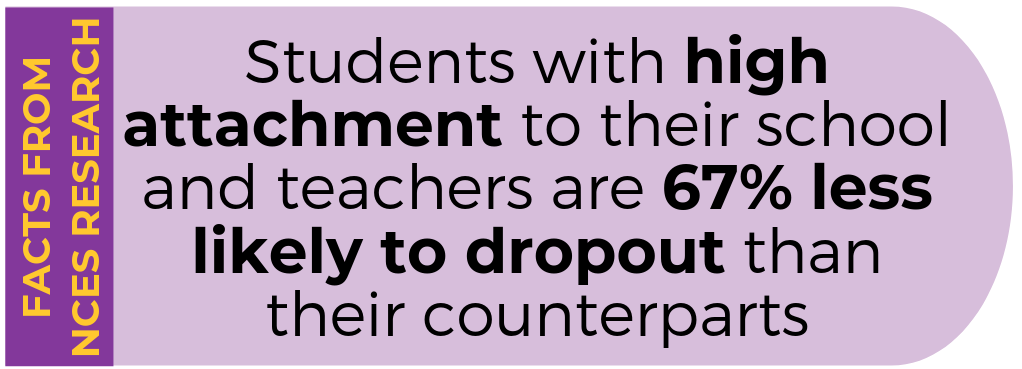 FACTS FROM
NCES RESEARCH
Students with high
attachment to their school
and teachers are 67% less
likely to dropout than
their counterparts